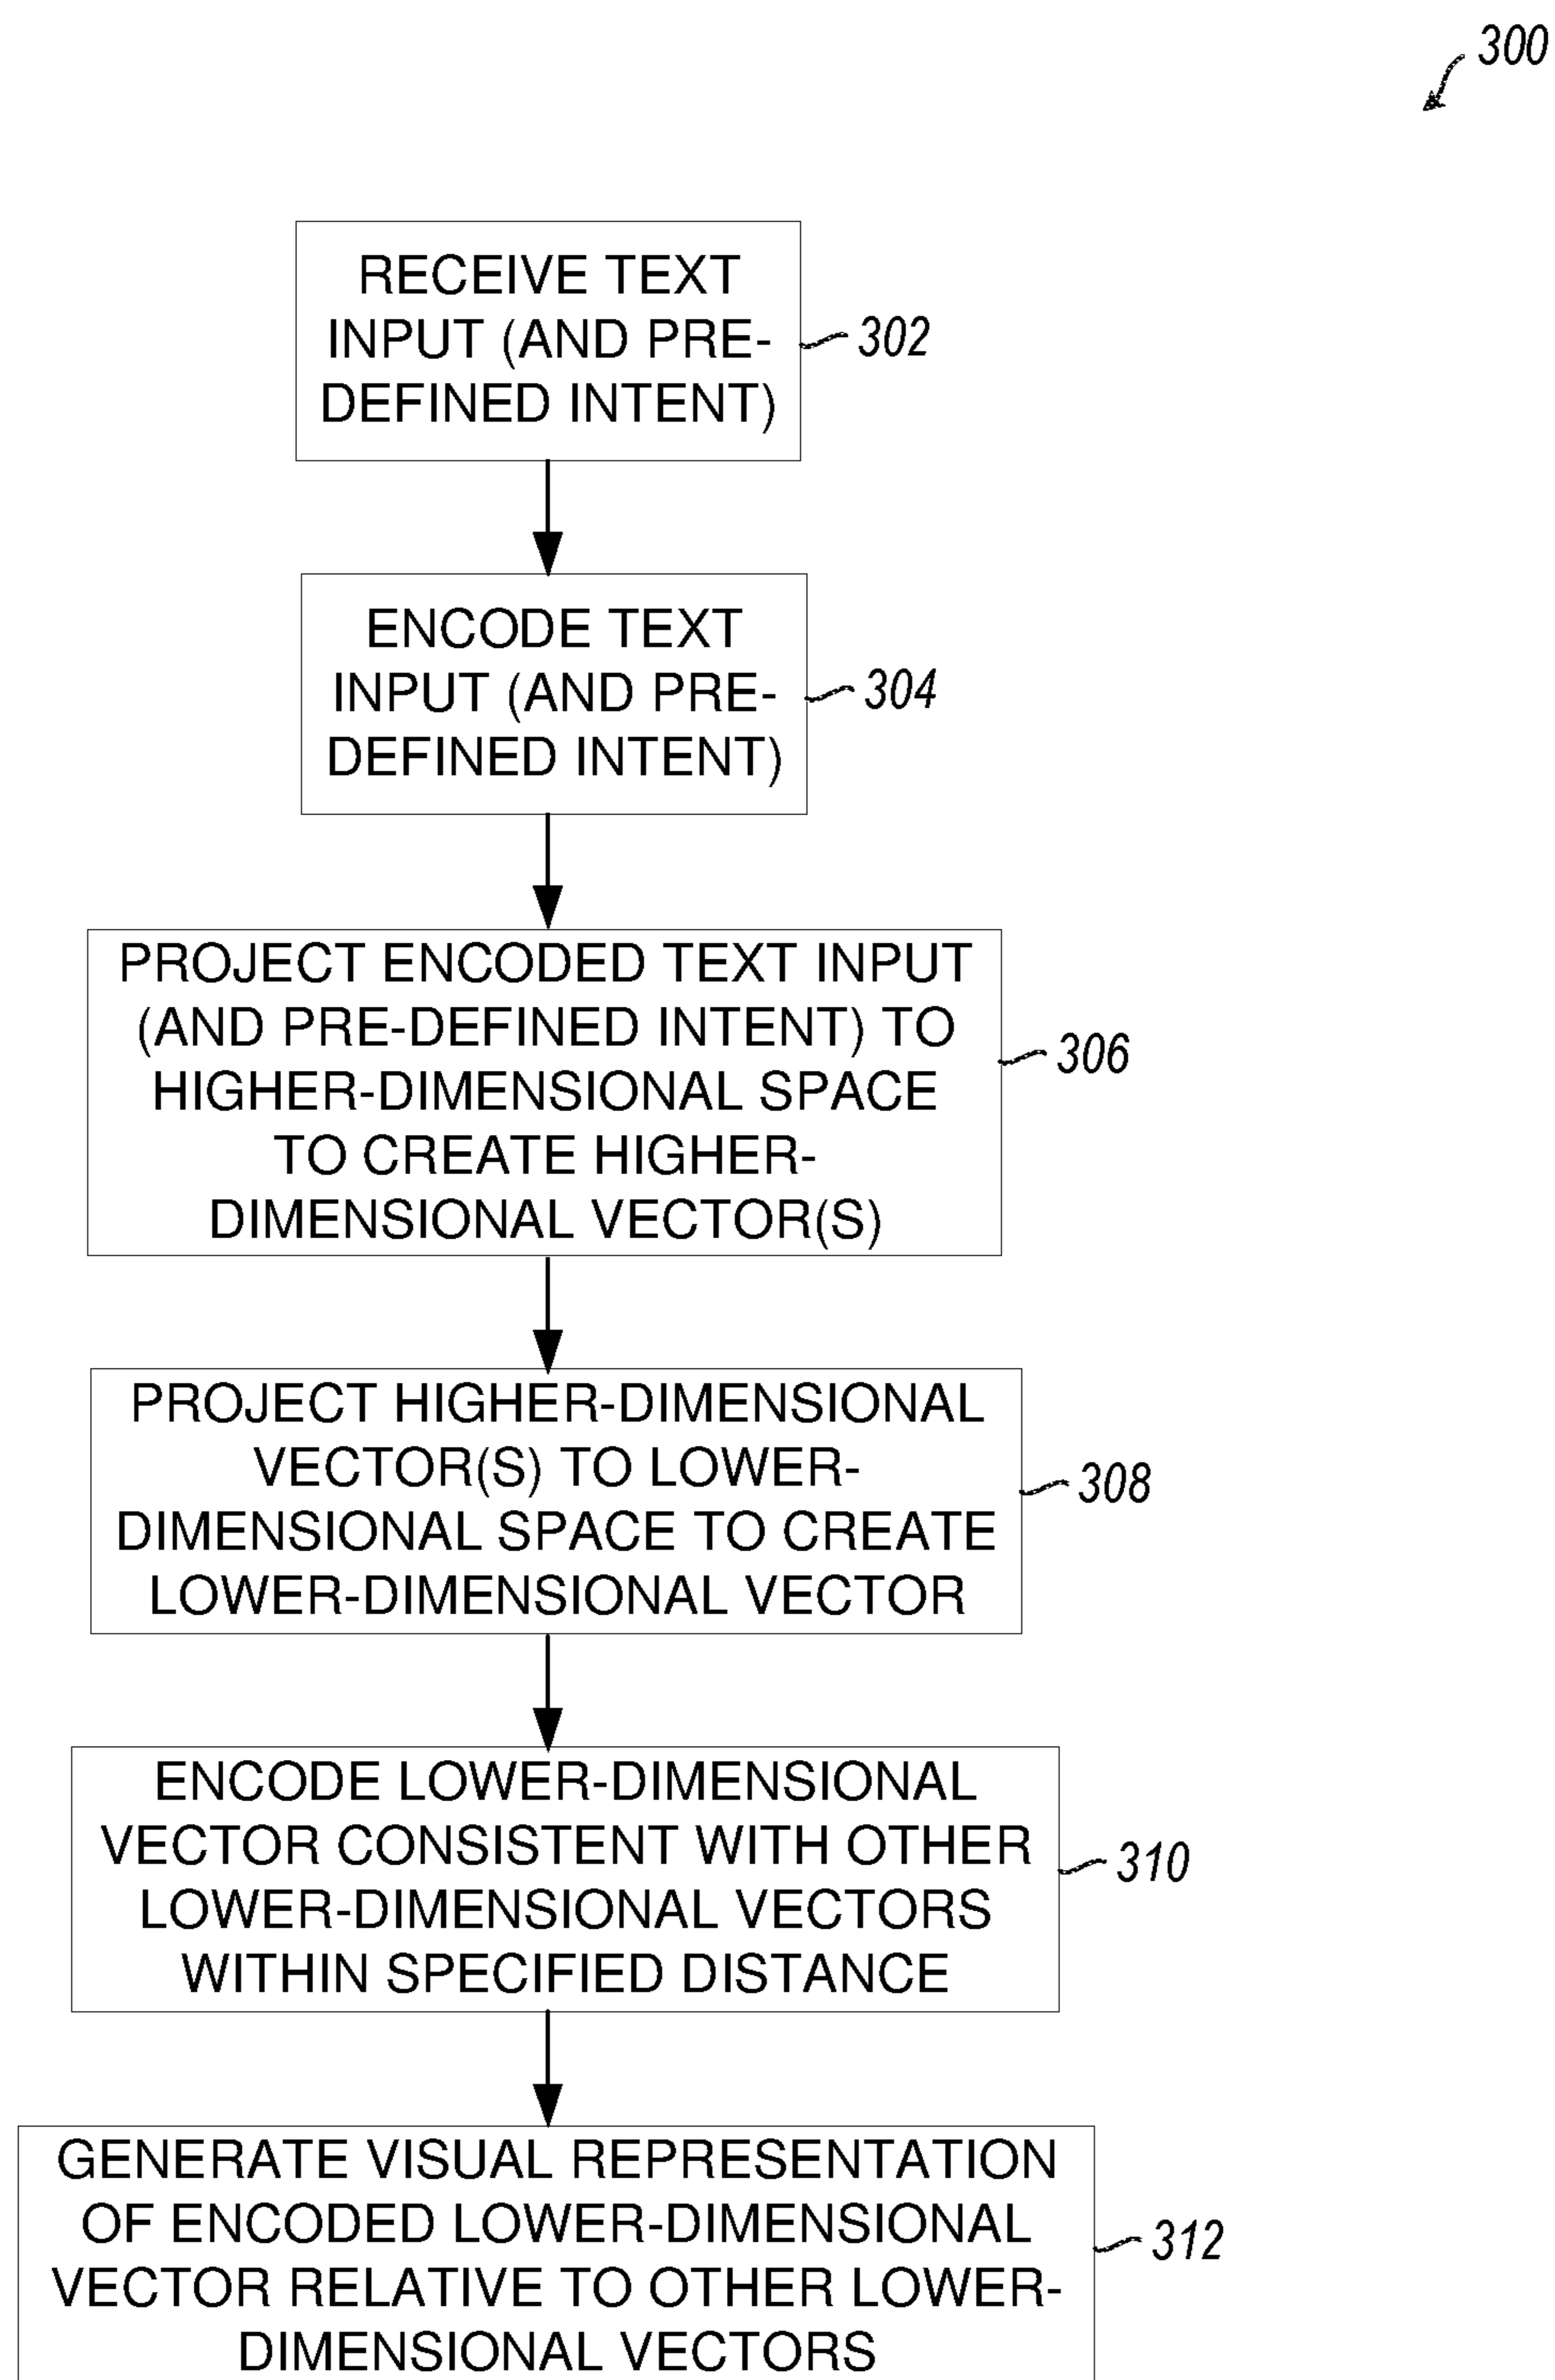 300
RECEIVE TEXT
INPUT (AND PRE-
DEFINED INTENT)
302
ENCODE TEXT
INPUT (AND PRE-
DEFINED INTENT)
304
PROJECT ENCODED TEXT INPUT
(AND PRE-DEFINED INTENT) TO
HIGHER-DIMENSIONAL SPACE
TO CREATE HIGHER-
DIMENSIONAL VECTOR(S)
306
PROJECT HIGHER-DIMENSIONAL
VECTOR(S) TO LOWER-
DIMENSIONAL SPACE TO CREATE
LOWER-DIMENSIONAL VECTOR
308
ENCODE LOWER-DIMENSIONAL
VECTOR CONSISTENT WITH OTHER
LOWER-DIMENSIONAL VECTORS
WITHIN SPECIFIED DISTANCE
310
GENERATE VISUAL REPRESENTATION
OF ENCODED LOWER-DIMENSIONAL
VECTOR RELATIVE TO OTHER LOWER-
DIMENSIONAL VECTORS
312